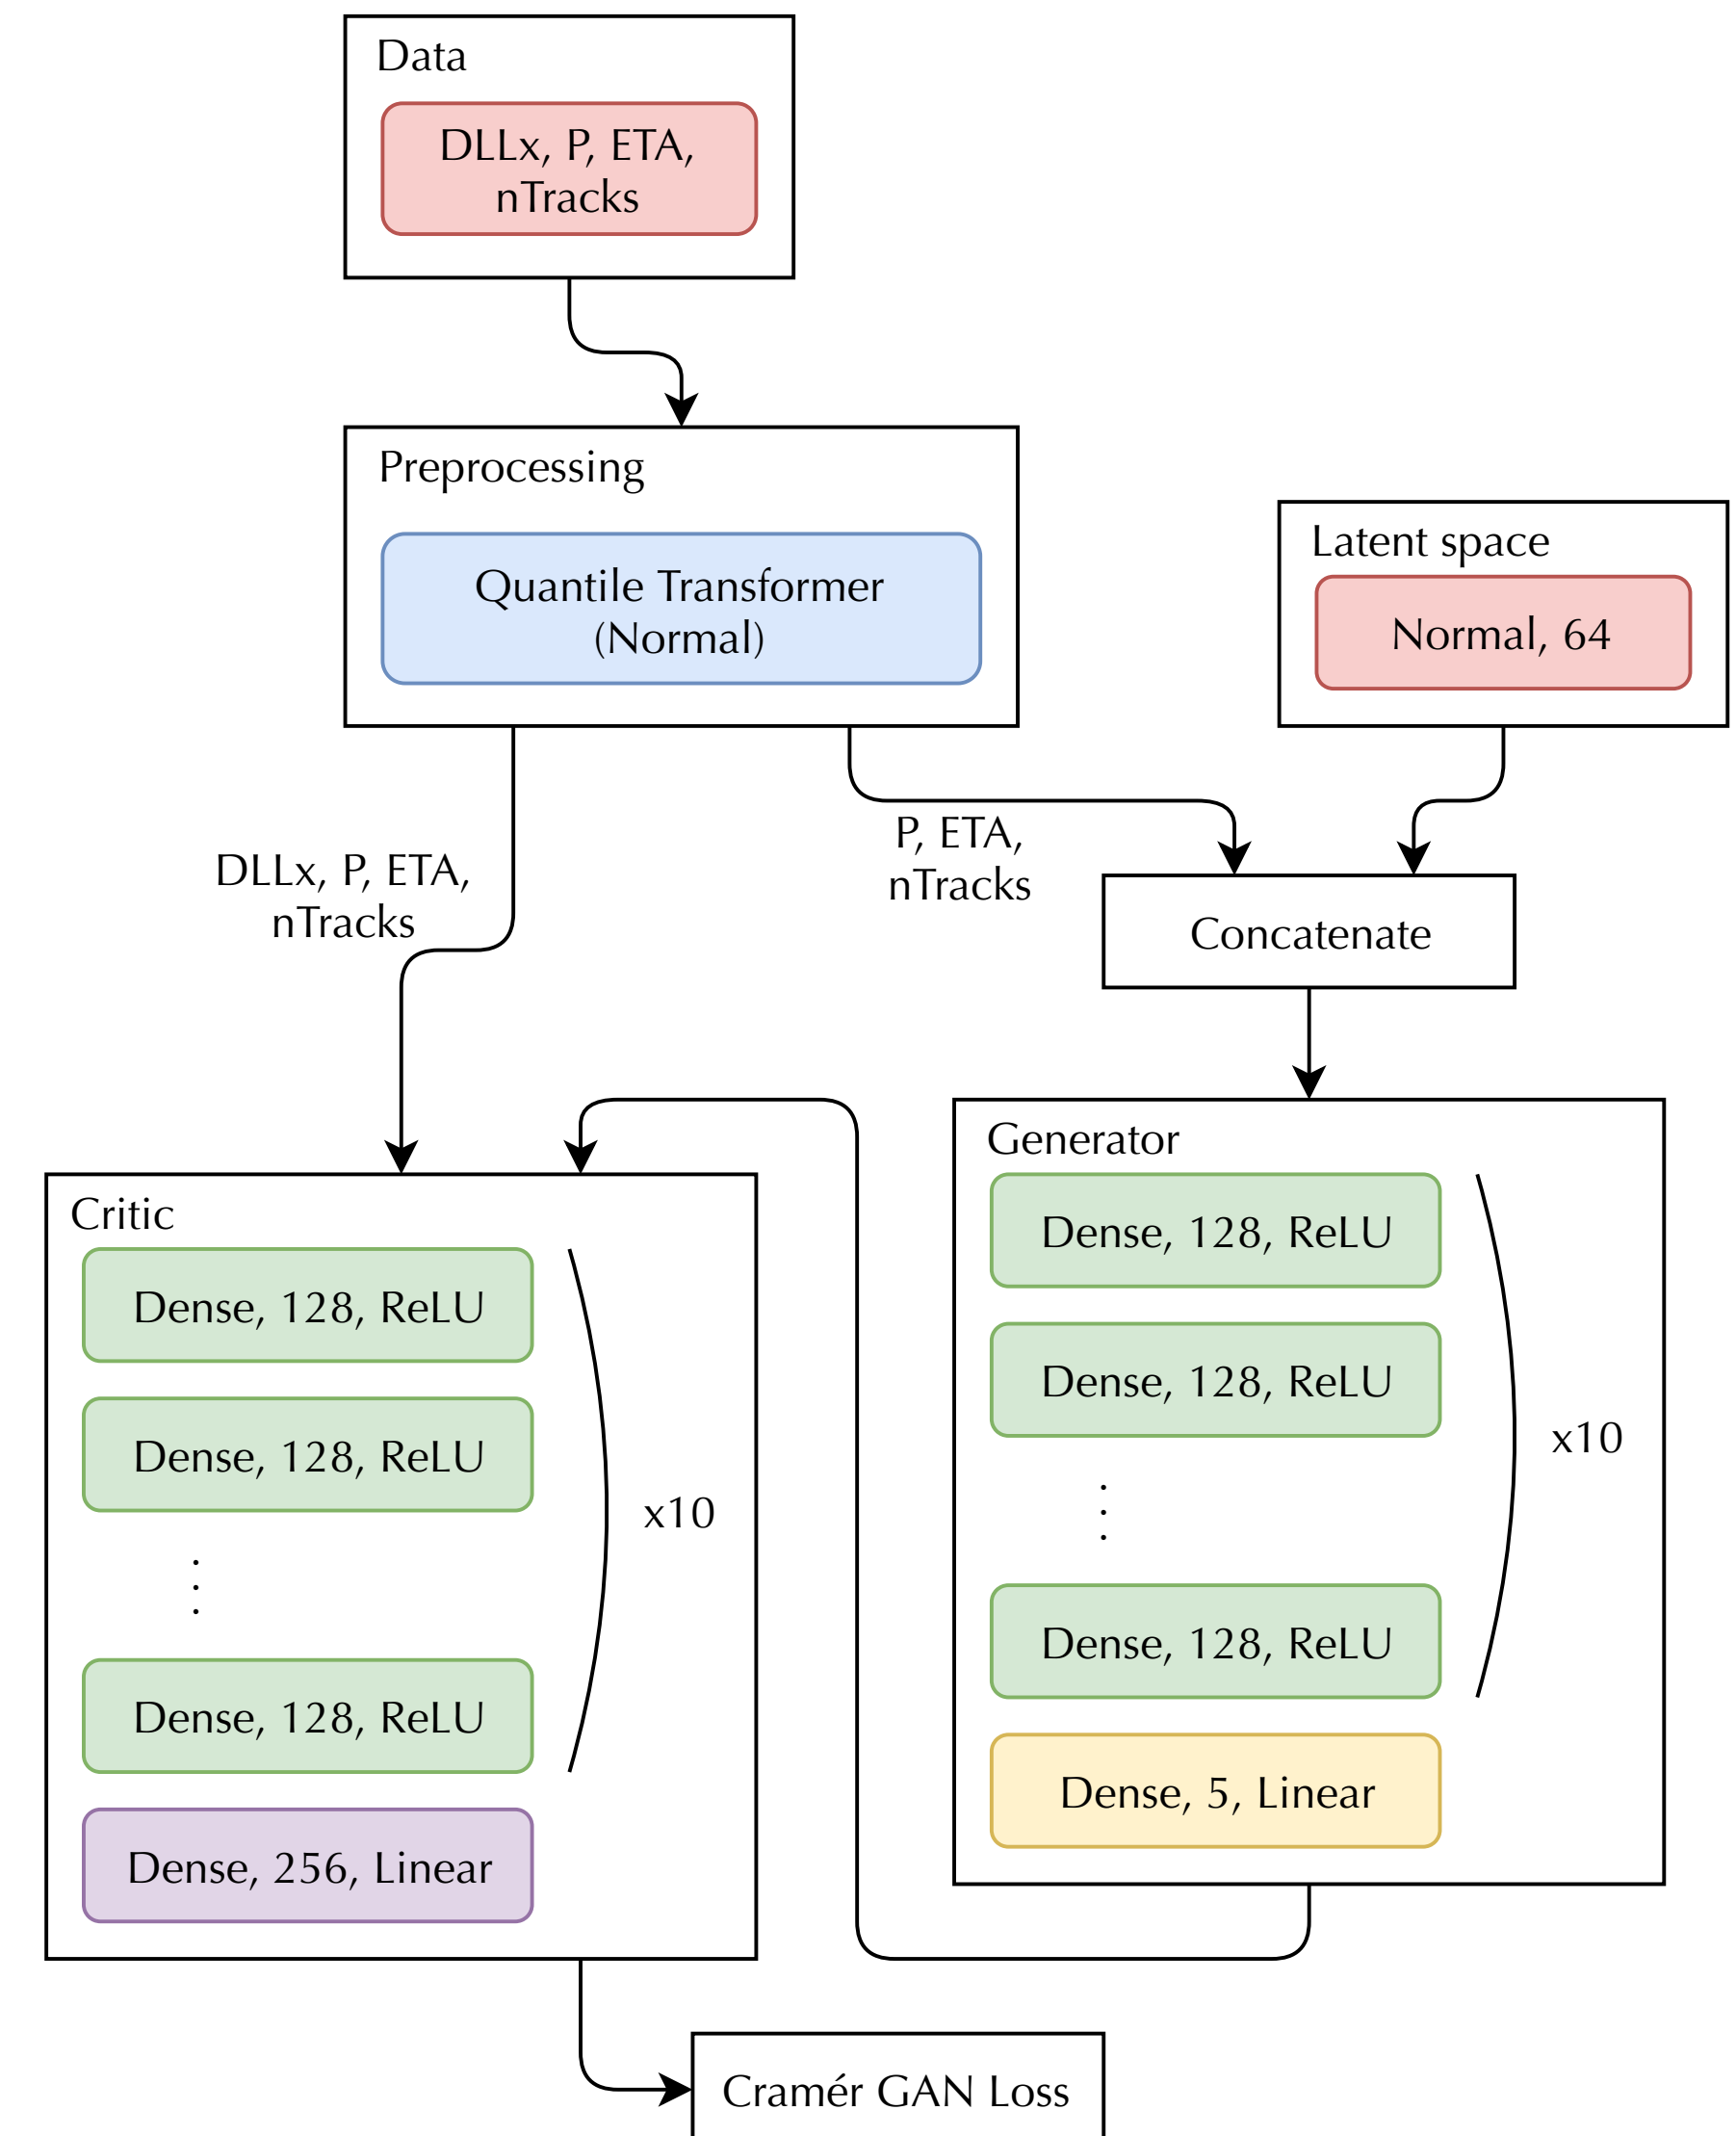 Data
DLLx, P, ETA,
nTracks
Preprocessing
Quantile Transformer
(Normal)
Latent space
Normal, 64
P, ETA,
nTracks
DLLx, P, ETA,
nTracks
Concatenate
Generator
Dense, 128, ReLU
Dense, 128, ReLU
⋮
Dense, 128, ReLU
x10
Dense, 5, Linear
Critic
Dense, 128, ReLU
Dense, 128, ReLU
⋮
Dense, 128, ReLU
x10
Dense, 256, Linear
Cramér GAN Loss